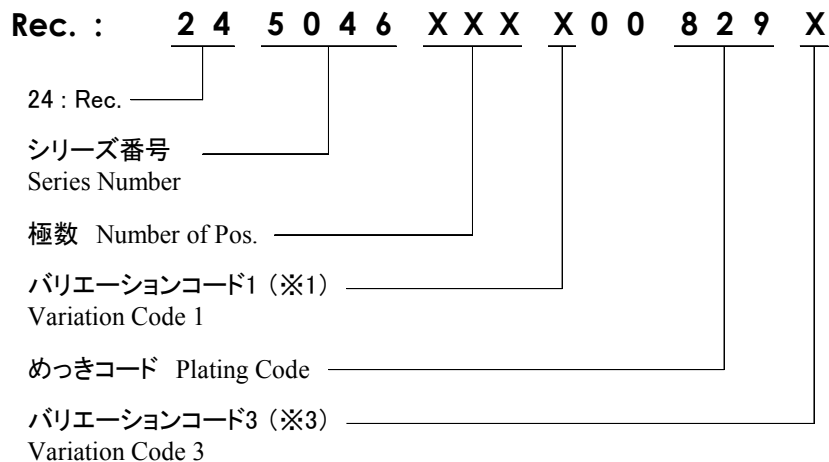 Rec. : 2 4 5 0 4 6 X X X X 0 0 8 2 9 X
24 : Rec.
シリーズ番号
Series Number
極数 Number of Pos.
バリエーションコード1 (※1)
Variation Code 1
めっきコード Plating Code
バリエーションコード3 (※3)
Variation Code 3